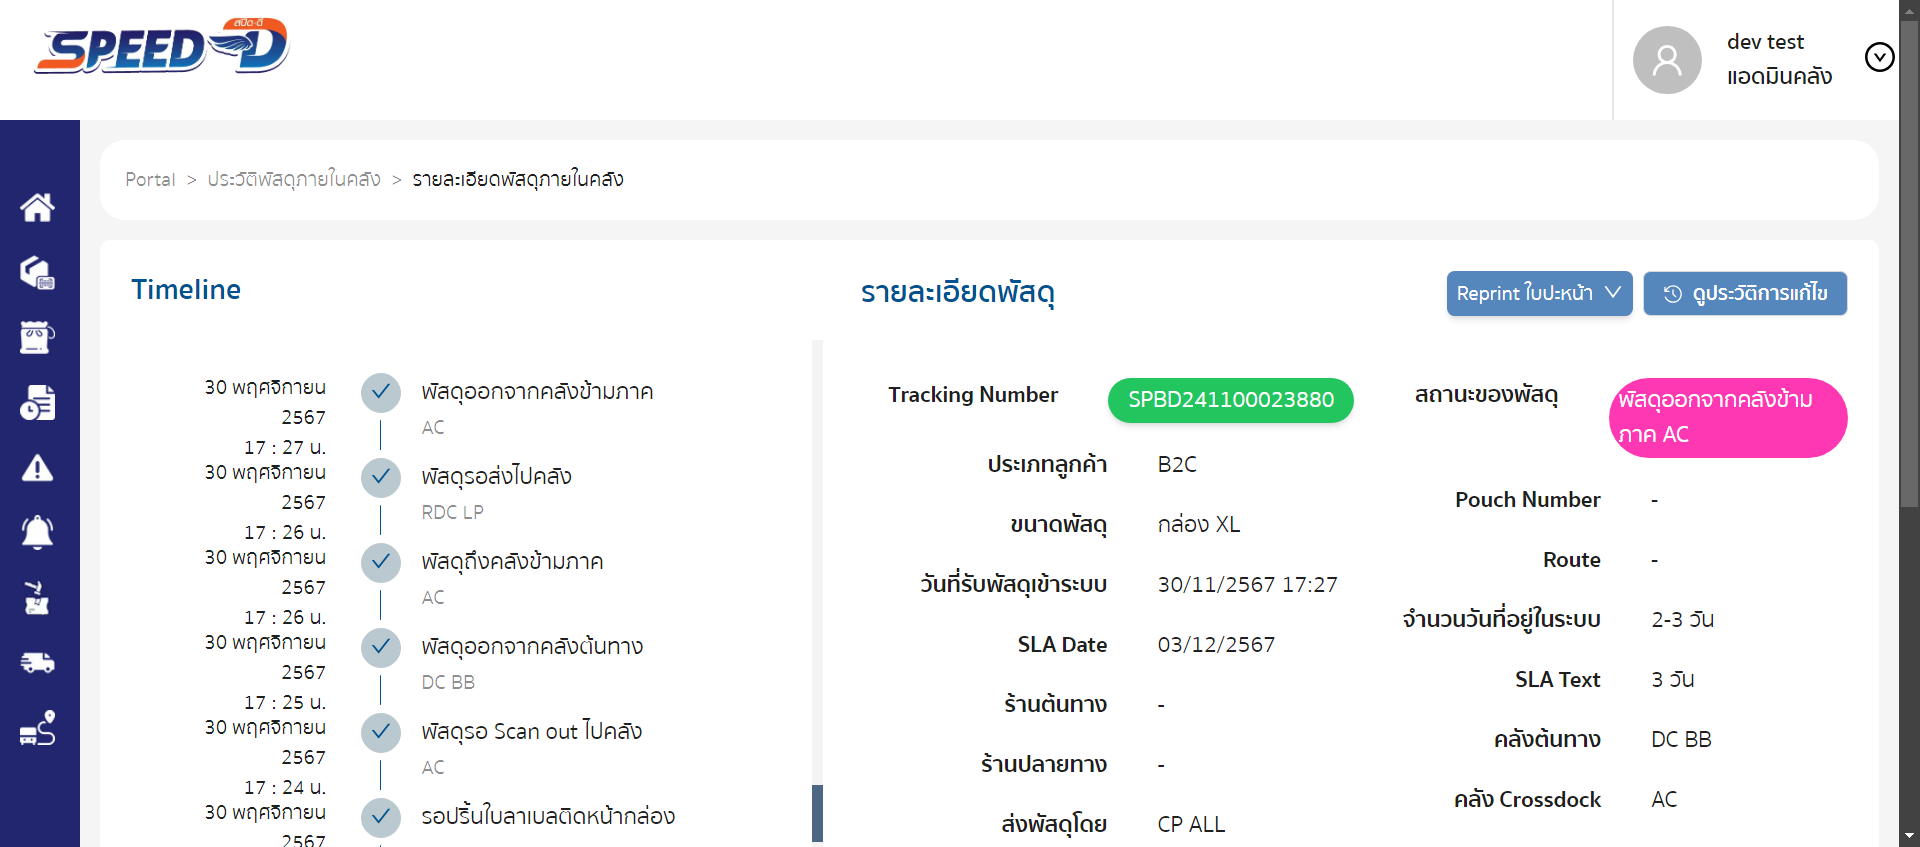 สปีด-ดี
SPEED-D
dev test
แอดมินคลัง
Portal > ประวัติพัสดุภายในคลัง > รายละเอียดพัสดุภายในคลัง
Timeline
30 พฤศจิกายน
2567
17 : 27 น.
พัสดุออกจากคลังข้ามภาค
AC
30 พฤศจิกายน
2567
17 : 26 น.
พัสดุรอส่งไปคลัง
RDC LP
30 พฤศจิกายน
2567
17 : 26 น.
พัสดุถึงคลังข้ามภาค
AC
30 พฤศจิกายน
2567
17 : 25 น.
พัสดุออกจากคลังต้นทาง
DC BB
30 พฤศจิกายน
2567
17 : 24 น.
พัสดุรอ Scan out ไปคลัง
AC
30 พฤศจิกายน
2567
รอปริ้นใบลาเบลติดหน้ากล่อง
รายละเอียดพัสดุ
Reprint ใบปะหน้า
ดูประวัติการแก้ไข
Tracking Number SPBD241100023880
ประเภทลูกค้า B2C
ขนาดพัสดุ กล่อง XL
วันที่รับพัสดุเข้าระบบ 30/11/2567 17:27
SLA Date 03/12/2567
ร้านต้นทาง -
ร้านปลายทาง -
ส่งพัสดุโดย CP ALL
สถานะของพัสดุ พัสดุออกจากคลังข้าม
ภาค AC
Pouch Number -
Route -
จำนวนวันที่อยู่ในระบบ 2-3 วัน
SLA Text 3 วัน
คลังต้นทาง DC BB
คลัง Crossdock AC